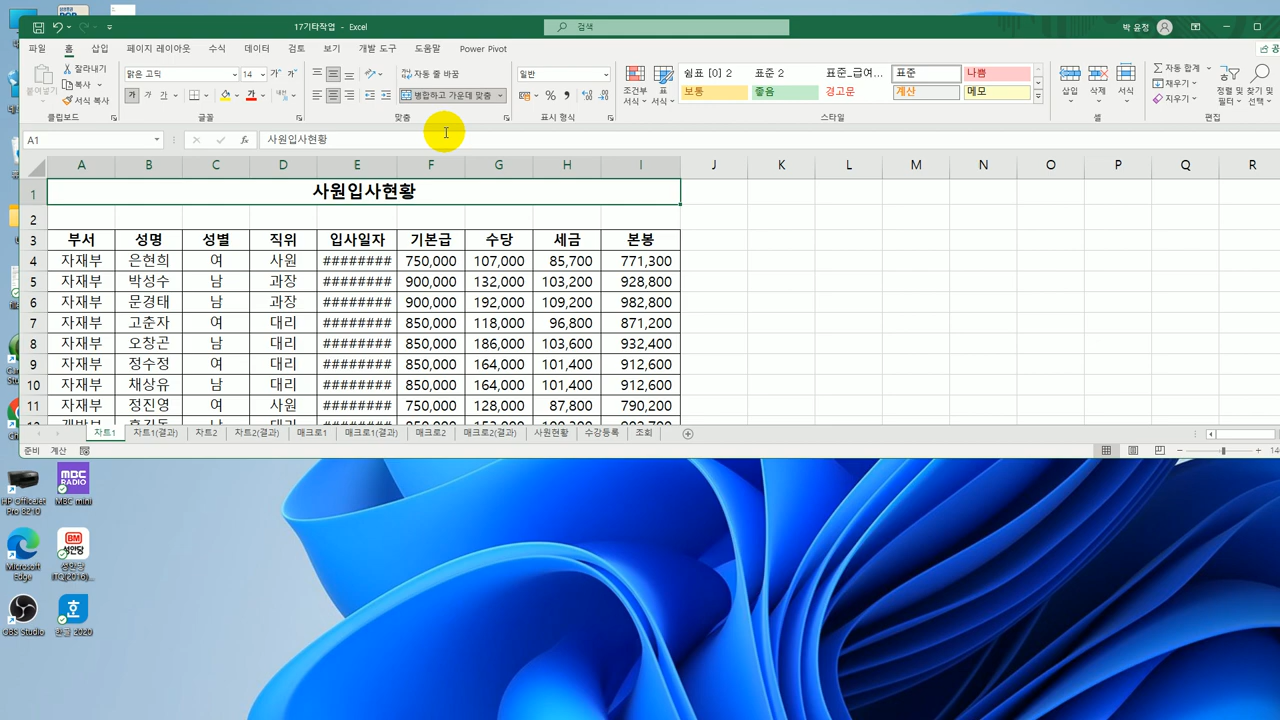 17기타작업 - Excel
검색
박 윤정
파일 홈 삽입 페이지 레이아웃 수식 데이터 검토 보기 개발 도구 도움말 Power Pivot
붙여넣기
잘라내기
복사
서식 복사
클립보드
맑은 고딕 14
가 가 가
글꼴
자동 줄 바꿈
병합하고 가운데 맞춤
맞춤
일반
표시 형식
조건부 서식
표 서식
쉼표 [0] 2 표준 2 표준_급여... 표준 나쁨
보통 좋음 경고문 계산 메모
스타일
삽입 삭제 서식
셀
자동 합계
채우기
지우기
정렬 및 필터
찾기 및 선택
편집
A1 fx 사원입사현황
A B C D E F G H I J K L M N O P Q R
1 사원입사현황
2
3 부서 성명 성별 직위 입사일자 기본급 수당 세금 본봉
4 자재부 은현희 여 사원 ######## 750,000 107,000 85,700 771,300
5 자재부 박성수 남 과장 ######## 900,000 132,000 103,200 928,800
6 자재부 문경태 남 과장 ######## 900,000 192,000 109,200 982,800
7 자재부 고춘자 여 대리 ######## 850,000 118,000 96,800 871,200
8 자재부 오창곤 남 대리 ######## 850,000 186,000 103,600 932,400
9 자재부 정수정 여 대리 ######## 850,000 164,000 101,400 912,600
10 자재부 채상유 남 대리 ######## 850,000 164,000 101,400 912,600
11 자재부 정진영 여 사원 ######## 750,000 128,000 87,800 790,200
차트1 차트1(결과) 차트2 차트2(결과) 매크로1 매크로1(결과) 매크로2 매크로2(결과) 사원현황 수강등록 조회
준비 계산
HP OfficeJet Pro 8210
MBC RADIO
MBC mini
Microsoft Edge
BM 성안당
성안당 ITQ(2016)...
OBS Studio
한글 2020